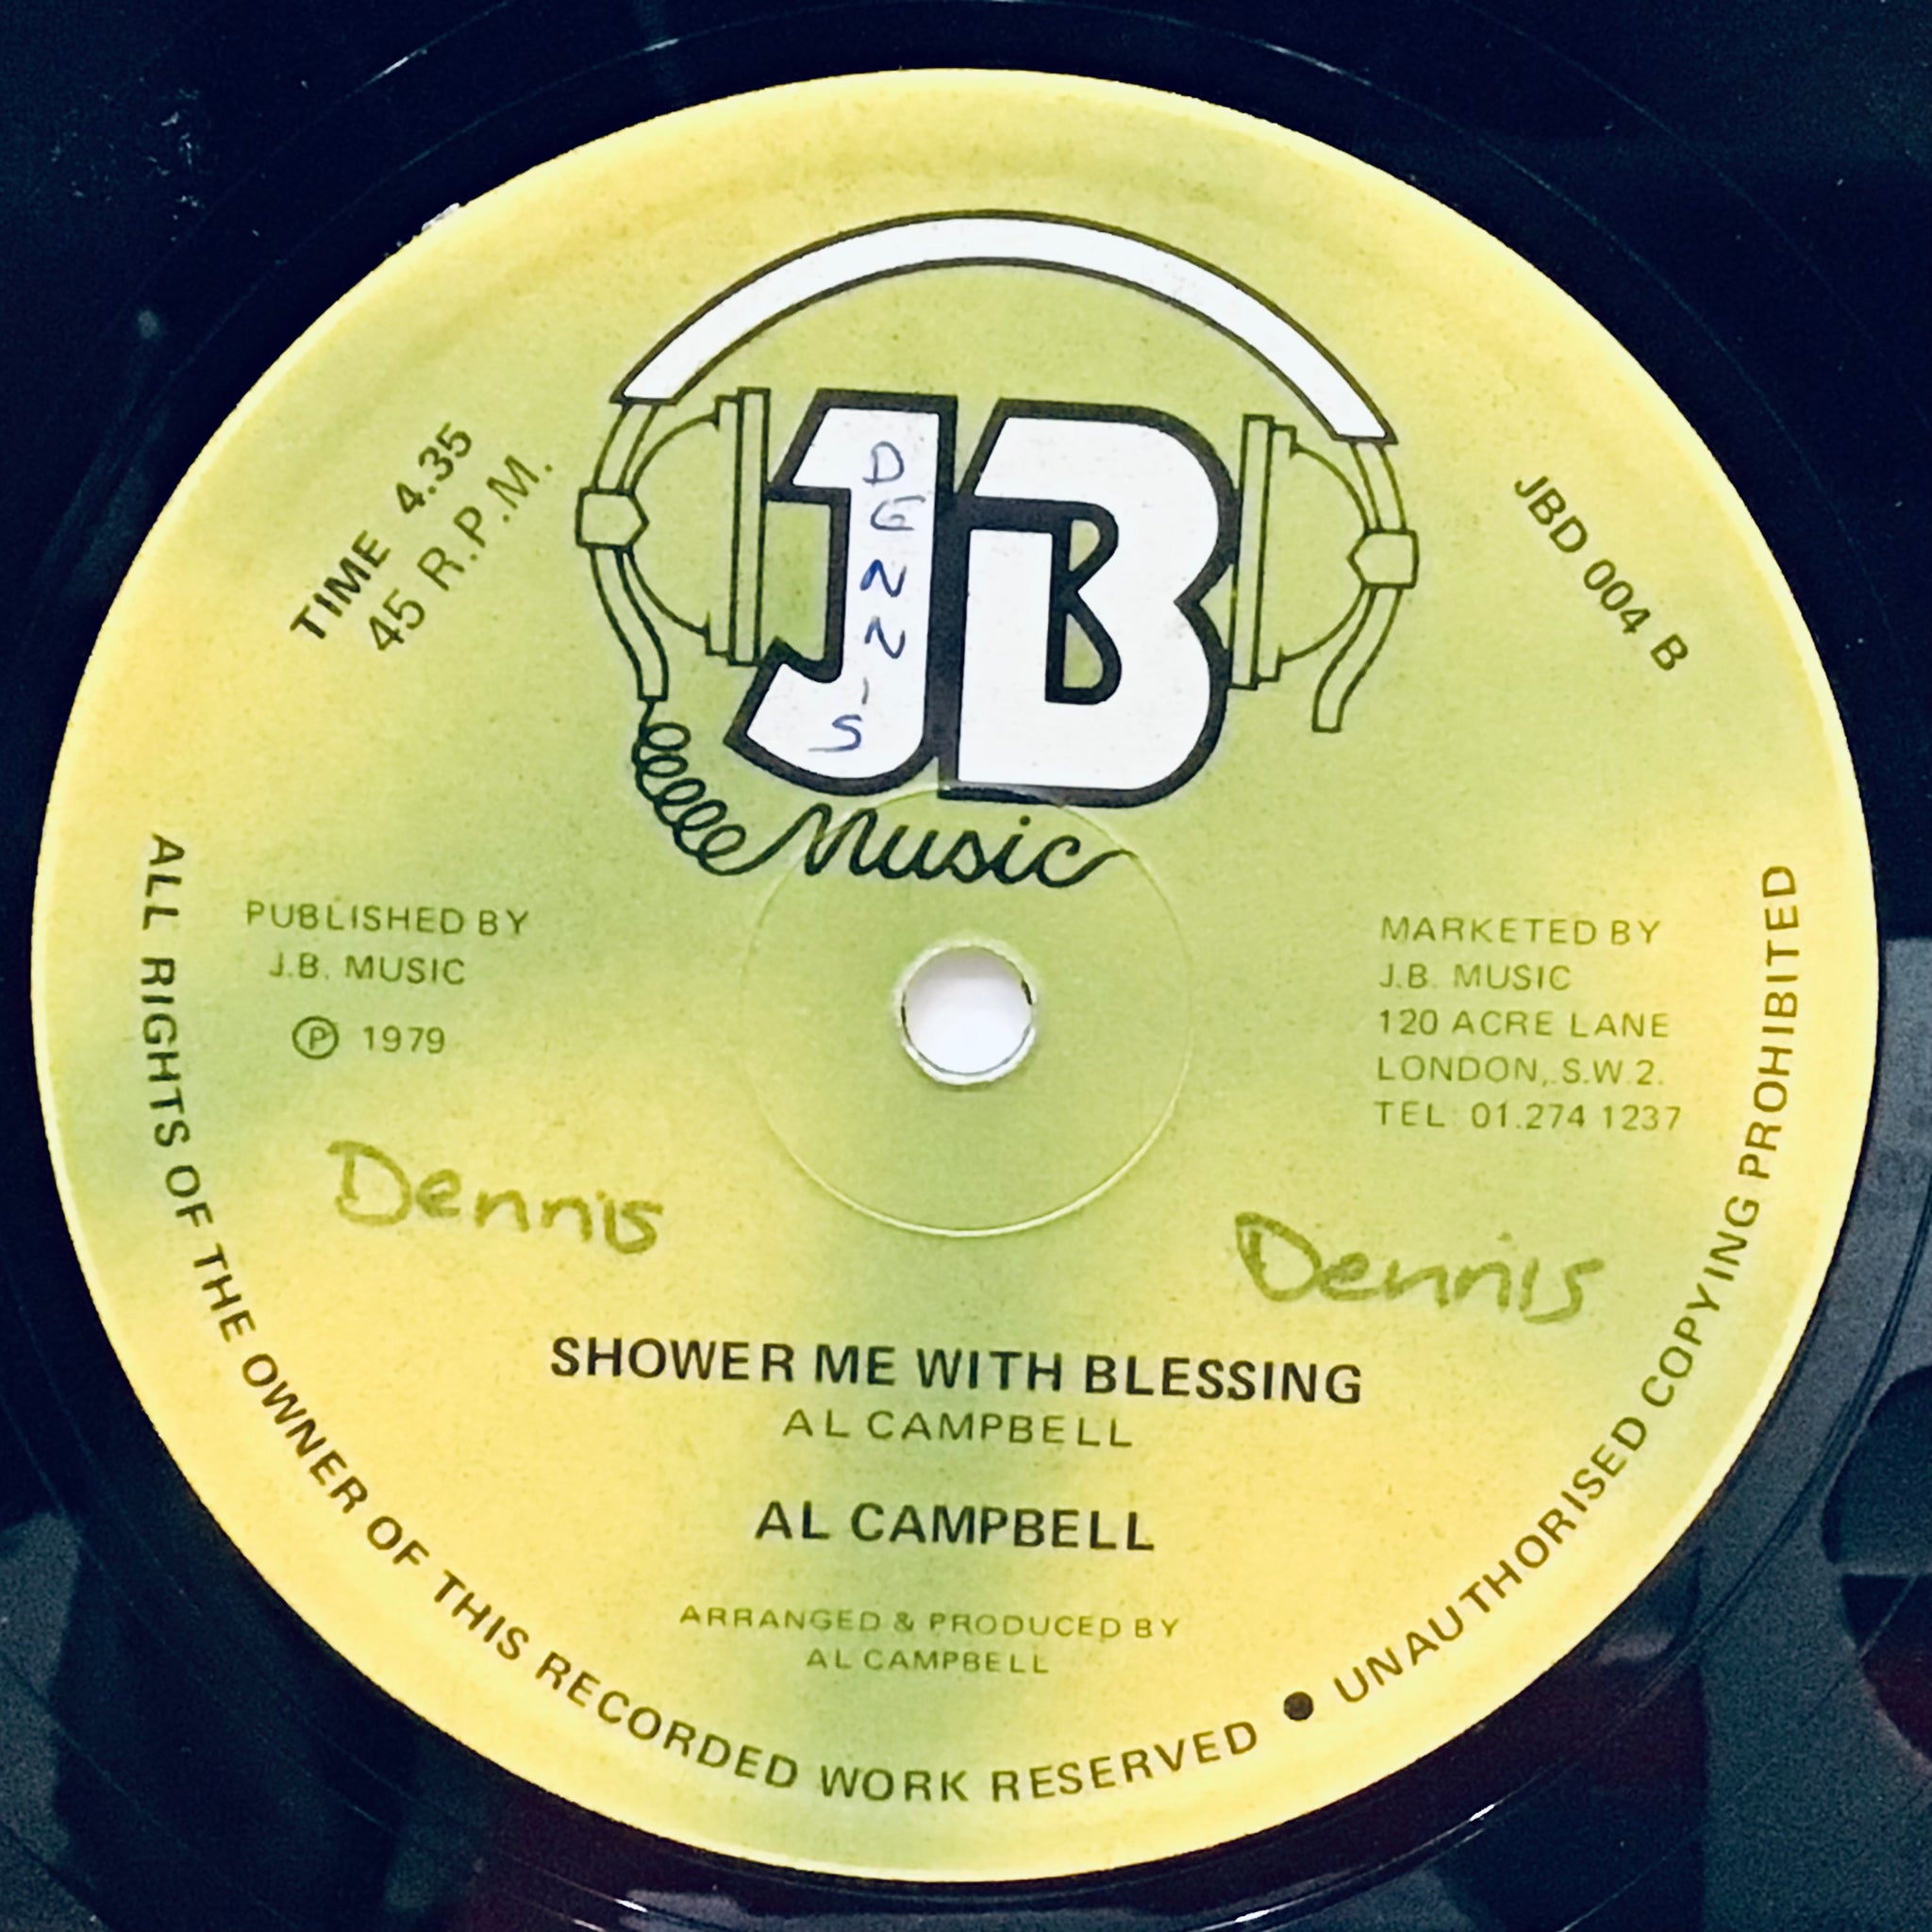 TIME 4.35
45 R.P.M.
JBD 004 B
JB
DENNIS
Music
PUBLISHED BY
J.B. MUSIC
Ⓟ 1979
MARKETED BY
J.B. MUSIC
120 ACRE LANE
LONDON, S.W.2.
TEL: 01.274 1237
Dennis
Dennis
SHOWER ME WITH BLESSING
AL CAMPBELL
AL CAMPBELL
ARRANGED & PRODUCED BY
AL CAMPBELL
ALL RIGHTS OF THE OWNER OF THIS RECORDED WORK RESERVED ● UNAUTHORISED COPYING PROHIBITED